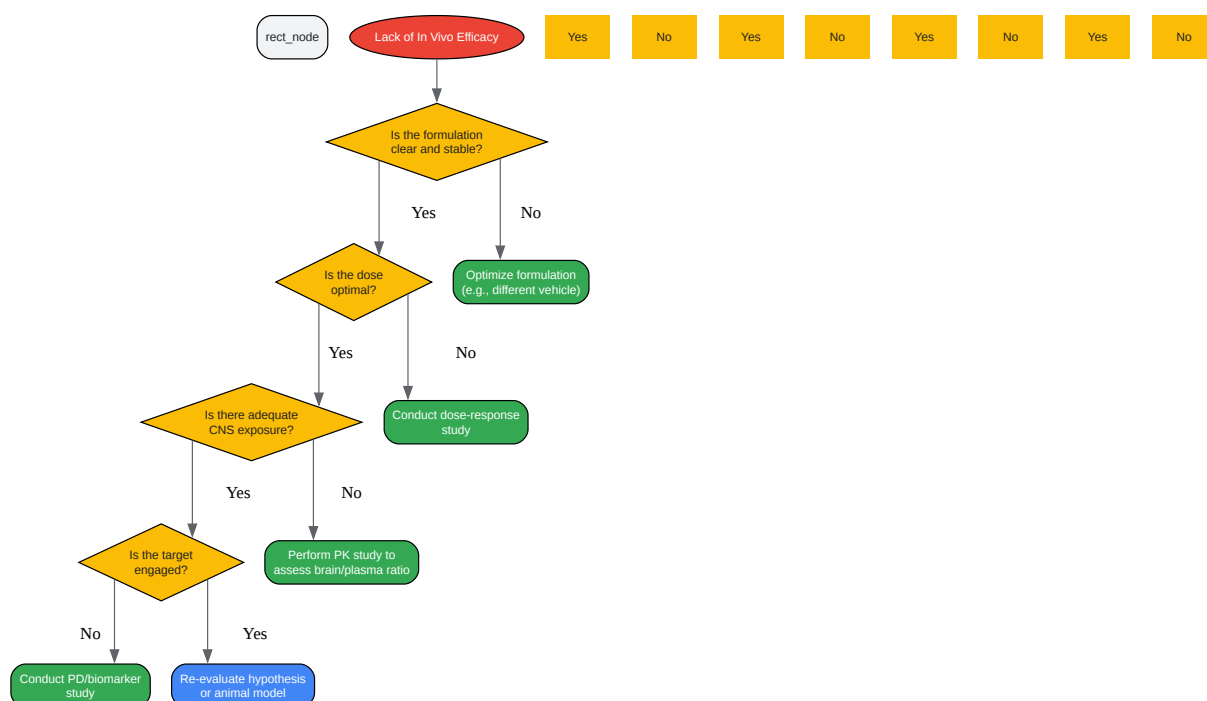 rect_node
Lack of In Vivo Efficacy
Yes
No
Yes
No
Yes
No
Yes
No
Is the formulation
clear and stable?
Yes
No
Is the dose
optimal?
Optimize formulation
(e.g., different vehicle)
Yes
No
Is there adequate
CNS exposure?
Conduct dose-response
study
Yes
No
Is the target
engaged?
Perform PK study to
assess brain/plasma ratio
No
Yes
Conduct PD/biomarker
study
Re-evaluate hypothesis
or animal model